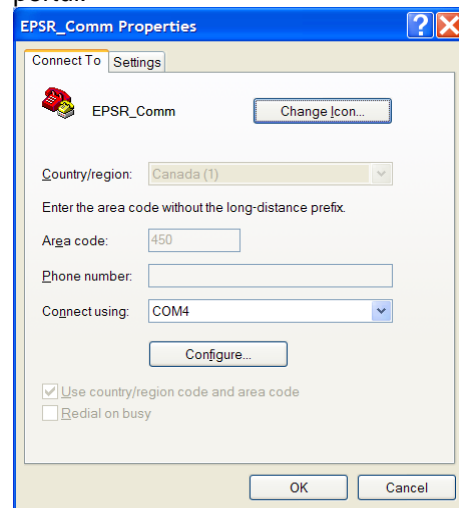 EPSR_Comm Properties
Connect To Settings
EPSR_Comm Change Icon...
Country/region: Canada (1)
Enter the area code without the long-distance prefix.
Area code: 450
Phone number:
Connect using: COM4
Configure...
Use country/region code and area code
Redial on busy
OK Cancel